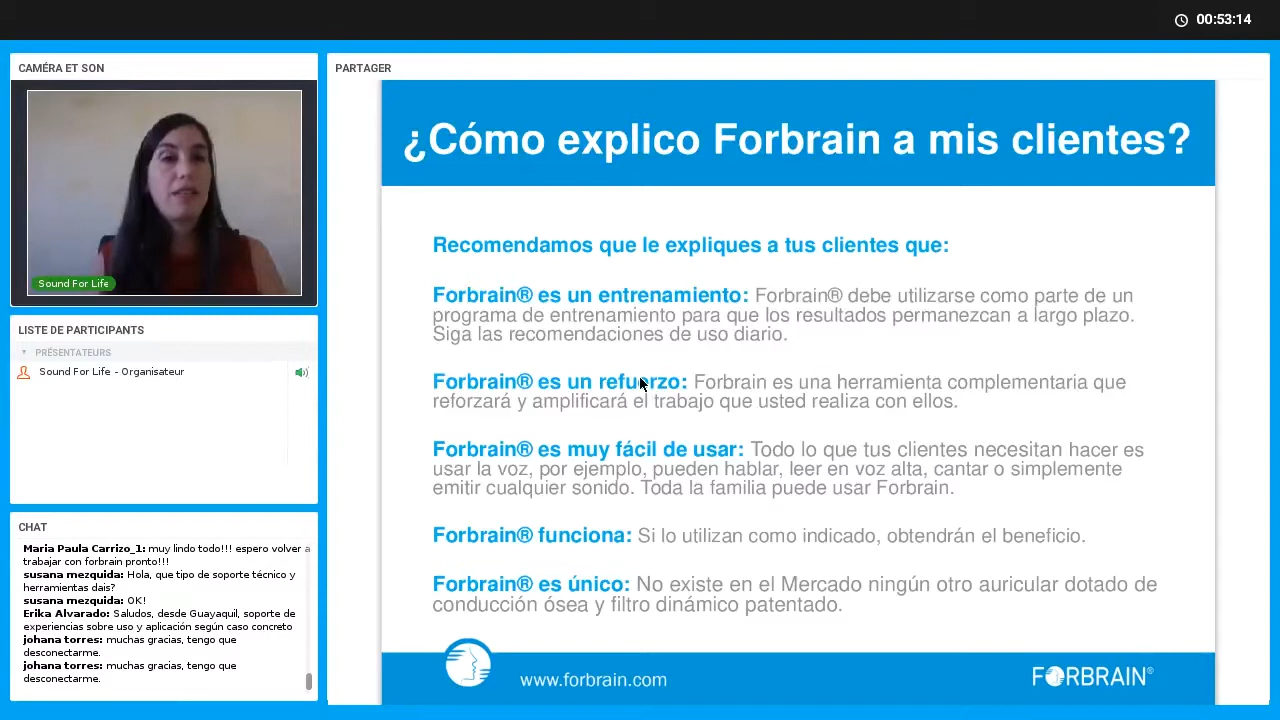 00:53:14
CAMÉRA ET SON
Sound For Life
LISTE DE PARTICIPANTS
PRÉSENTATEURS
Sound For Life - Organisateur
CHAT
Maria Paula Carrizo_1: muy lindo todo!!! espero volver a
trabajar con forbrain pronto!!!
susana mezquida: Hola, que tipo de soporte técnico y
herramientas dais?
susana mezquida: OK!
Erika Alvarado: Saludos, desde Guayaquil, soporte de
experiencias sobre uso y aplicación según caso concreto
johana torres: muchas gracias, tengo que
desconectarme.
johana torres: muchas gracias, tengo que
desconectarme.
PARTAGER
¿Cómo explico Forbrain a mis clientes?
Recomendamos que le expliques a tus clientes que:
Forbrain® es un entrenamiento: Forbrain® debe utilizarse como parte de un
programa de entrenamiento para que los resultados permanezcan a largo plazo.
Siga las recomendaciones de uso diario.
Forbrain® es un refuerzo: Forbrain es una herramienta complementaria que
reforzará y amplificará el trabajo que usted realiza con ellos.
Forbrain® es muy fácil de usar: Todo lo que tus clientes necesitan hacer es
usar la voz, por ejemplo, pueden hablar, leer en voz alta, cantar o simplemente
emitir cualquier sonido. Toda la familia puede usar Forbrain.
Forbrain® funciona: Si lo utilizan como indicado, obtendrán el beneficio.
Forbrain® es único: No existe en el Mercado ningún otro auricular dotado de
conducción ósea y filtro dinámico patentado.
www.forbrain.com
FORBRAIN®